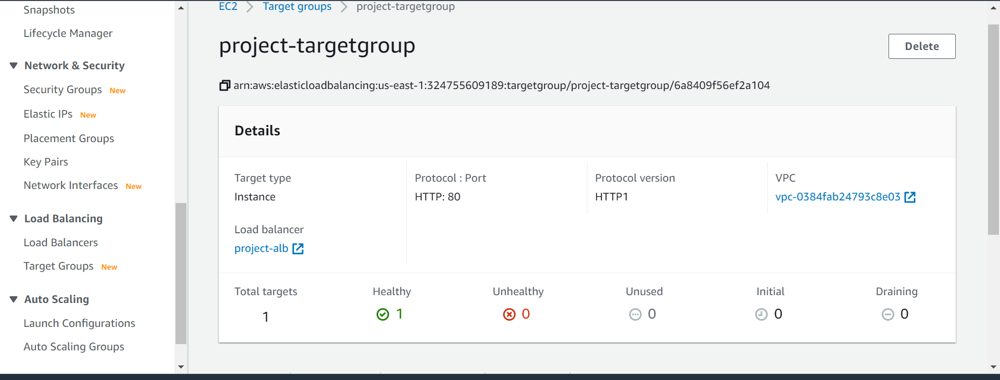 Snapshots
Lifecycle Manager
Network & Security
Security Groups New
Elastic IPs New
Placement Groups
Key Pairs
Network Interfaces New
Load Balancing
Load Balancers
Target Groups New
Auto Scaling
Launch Configurations
Auto Scaling Groups
EC2 Target groups project-targetgroup
project-targetgroup
Delete
arn:aws:elasticloadbalancing:us-east-1:324755609189:targetgroup/project-targetgroup/6a8409f56ef2a104
Details
Target type Protocol : Port Protocol version VPC
Instance HTTP: 80 HTTP1 vpc-0384fab24793c8e03
Load balancer
project-alb
Total targets Healthy Unhealthy Unused Initial Draining
1 1 0 0 0 0